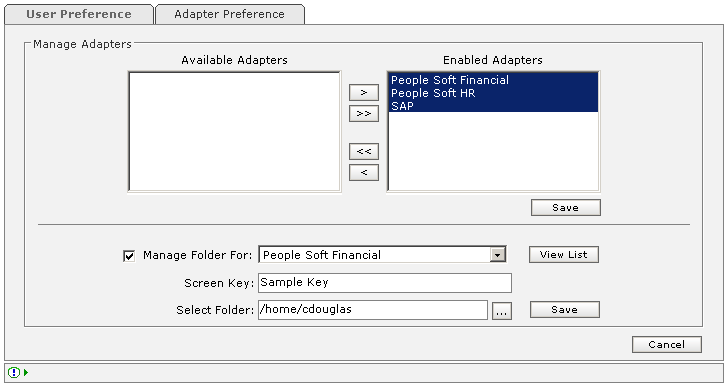 User Preference
Adapter Preference
Manage Adapters
Available Adapters
Enabled Adapters
People Soft Financial
People Soft HR
SAP
>
>>
<<
<
Save
Manage Folder For: People Soft Financial
View List
Screen Key: Sample Key
Select Folder: /home/cdouglas
...
Save
Cancel